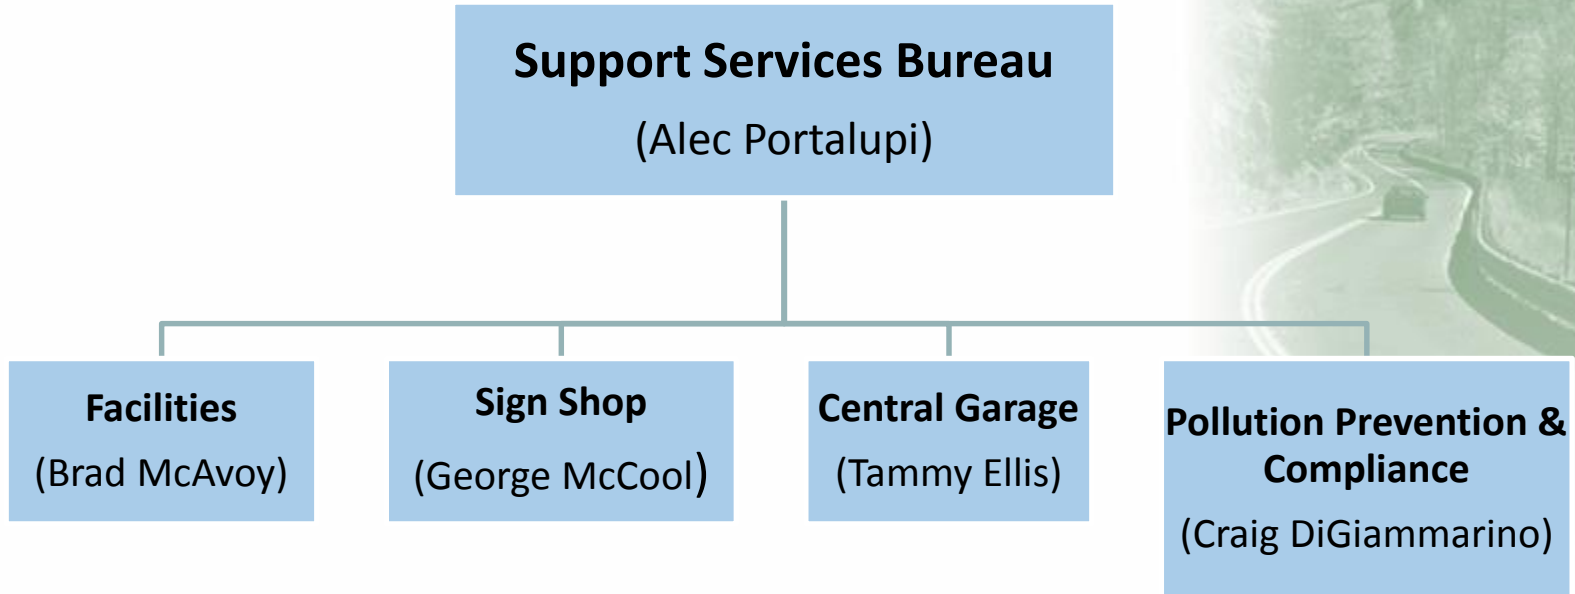 Support Services Bureau
(Alec Portalupi)
Facilities
(Brad McAvoy)
Sign Shop
(George McCool)
Central Garage
(Tammy Ellis)
Pollution Prevention &
Compliance
(Craig DiGiammarino)